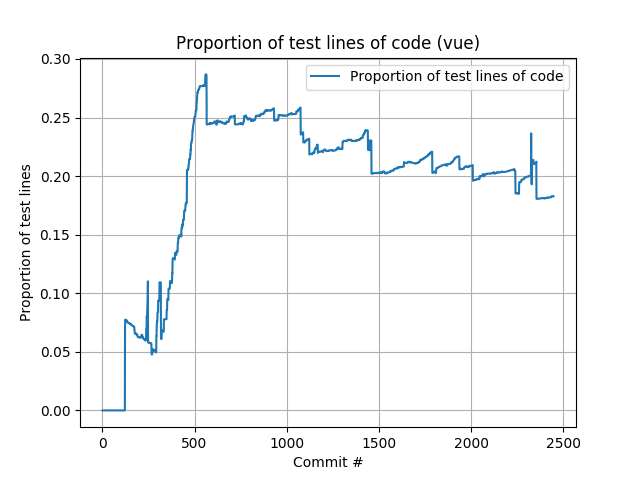 Proportion of test lines of code (vue)
Proportion of test lines of code
0.30
0.25
0.20
0.15
0.10
0.05
0.00
Proportion of test lines
0 500 1000 1500 2000 2500
Commit #